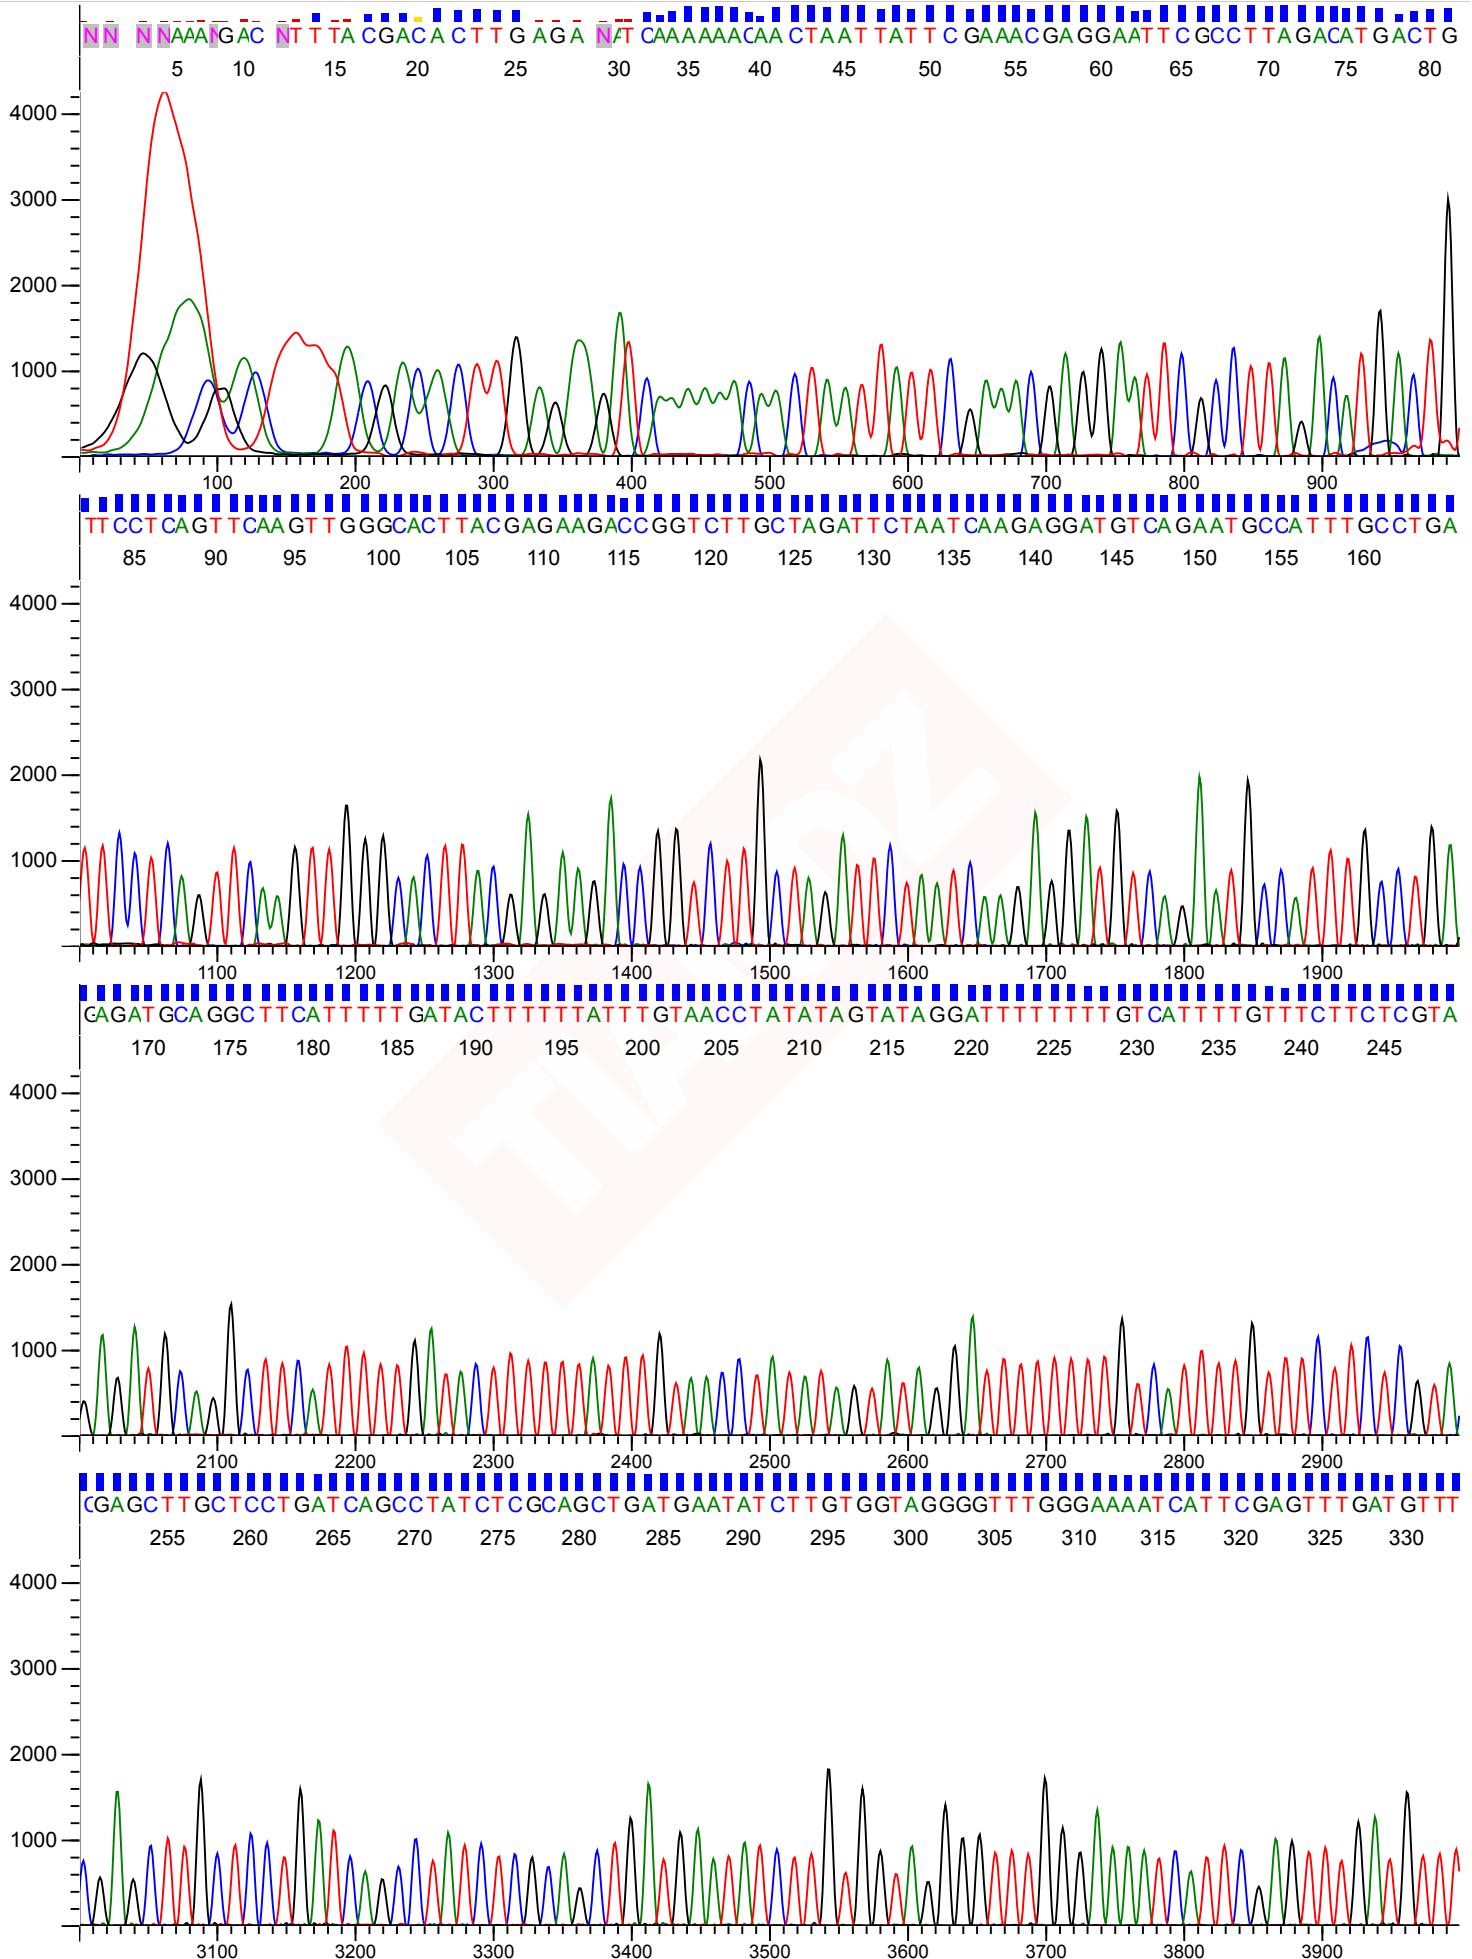 NN NNAAANGAC NTTTACGACACTTGAGA NATCAAAAAACAACTAATTATTCGAAACGAGGAATTCGCCTTAGACATGACTG
5 10 15 20 25 30 35 40 45 50 55 60 65 70 75 80
4000
3000
2000
1000
100 200 300 400 500 600 700 800 900
TTCCTCAGTTCAAGTTGGGCACTTACGAGAAGACCGGTCTTGCTAGATTCTAATCAAGAGGATGTCAGAATGCCATTTGCCTGA
85 90 95 100 105 110 115 120 125 130 135 140 145 150 155 160
4000
3000
2000
1000
1100 1200 1300 1400 1500 1600 1700 1800 1900
GAGATGCAGGCTTCATTTTTGATACTTTTTTATTTGTAACCTATATAGTATAGGATTTTTTTTGTCATTTTGTTTCTTCTCGTA
170 175 180 185 190 195 200 205 210 215 220 225 230 235 240 245
4000
3000
2000
1000
2100 2200 2300 2400 2500 2600 2700 2800 2900
CGAGCTTGCTCCTGATCAGCCTATCTCGCAGCTGATGAATATCTTGTGGTAGGGGTTTGGGAAAATCATTCGAGTTTGATGTTT
255 260 265 270 275 280 285 290 295 300 305 310 315 320 325 330
4000
3000
2000
1000
3100 3200 3300 3400 3500 3600 3700 3800 3900